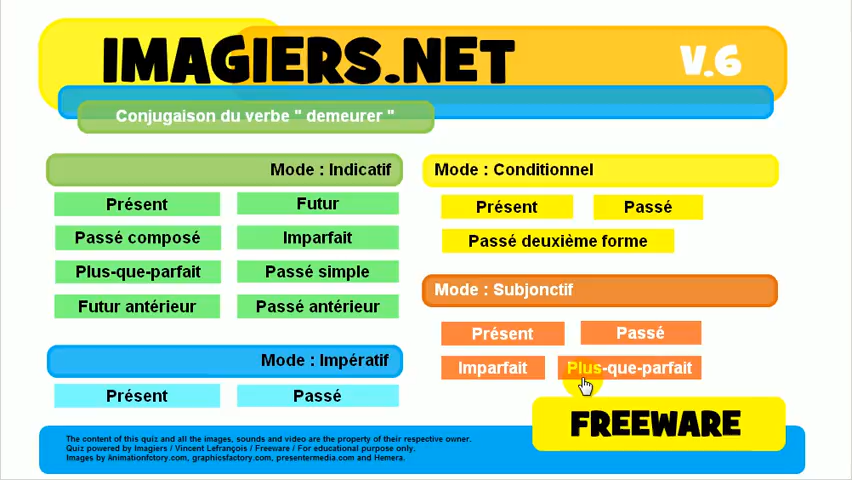 IMAGIERS.NET
V.6
Conjugaison du verbe " demeurer "
Mode : Indicatif
Présent
Futur
Passé composé
Imparfait
Plus-que-parfait
Passé simple
Futur antérieur
Passé antérieur
Mode : Impératif
Présent
Passé
Mode : Conditionnel
Présent
Passé
Passé deuxième forme
Mode : Subjonctif
Présent
Passé
Imparfait
Plus-que-parfait
FREEWARE
The content of this quiz and all the images, sounds and video are the property of their respective owner.
Quiz powered by Imagiers / Vincent Lefrançois / Freeware / For educational purpose only.
Images by Animationfctory.com, graphicsfactory.com, presentermedia.com and Hemera.